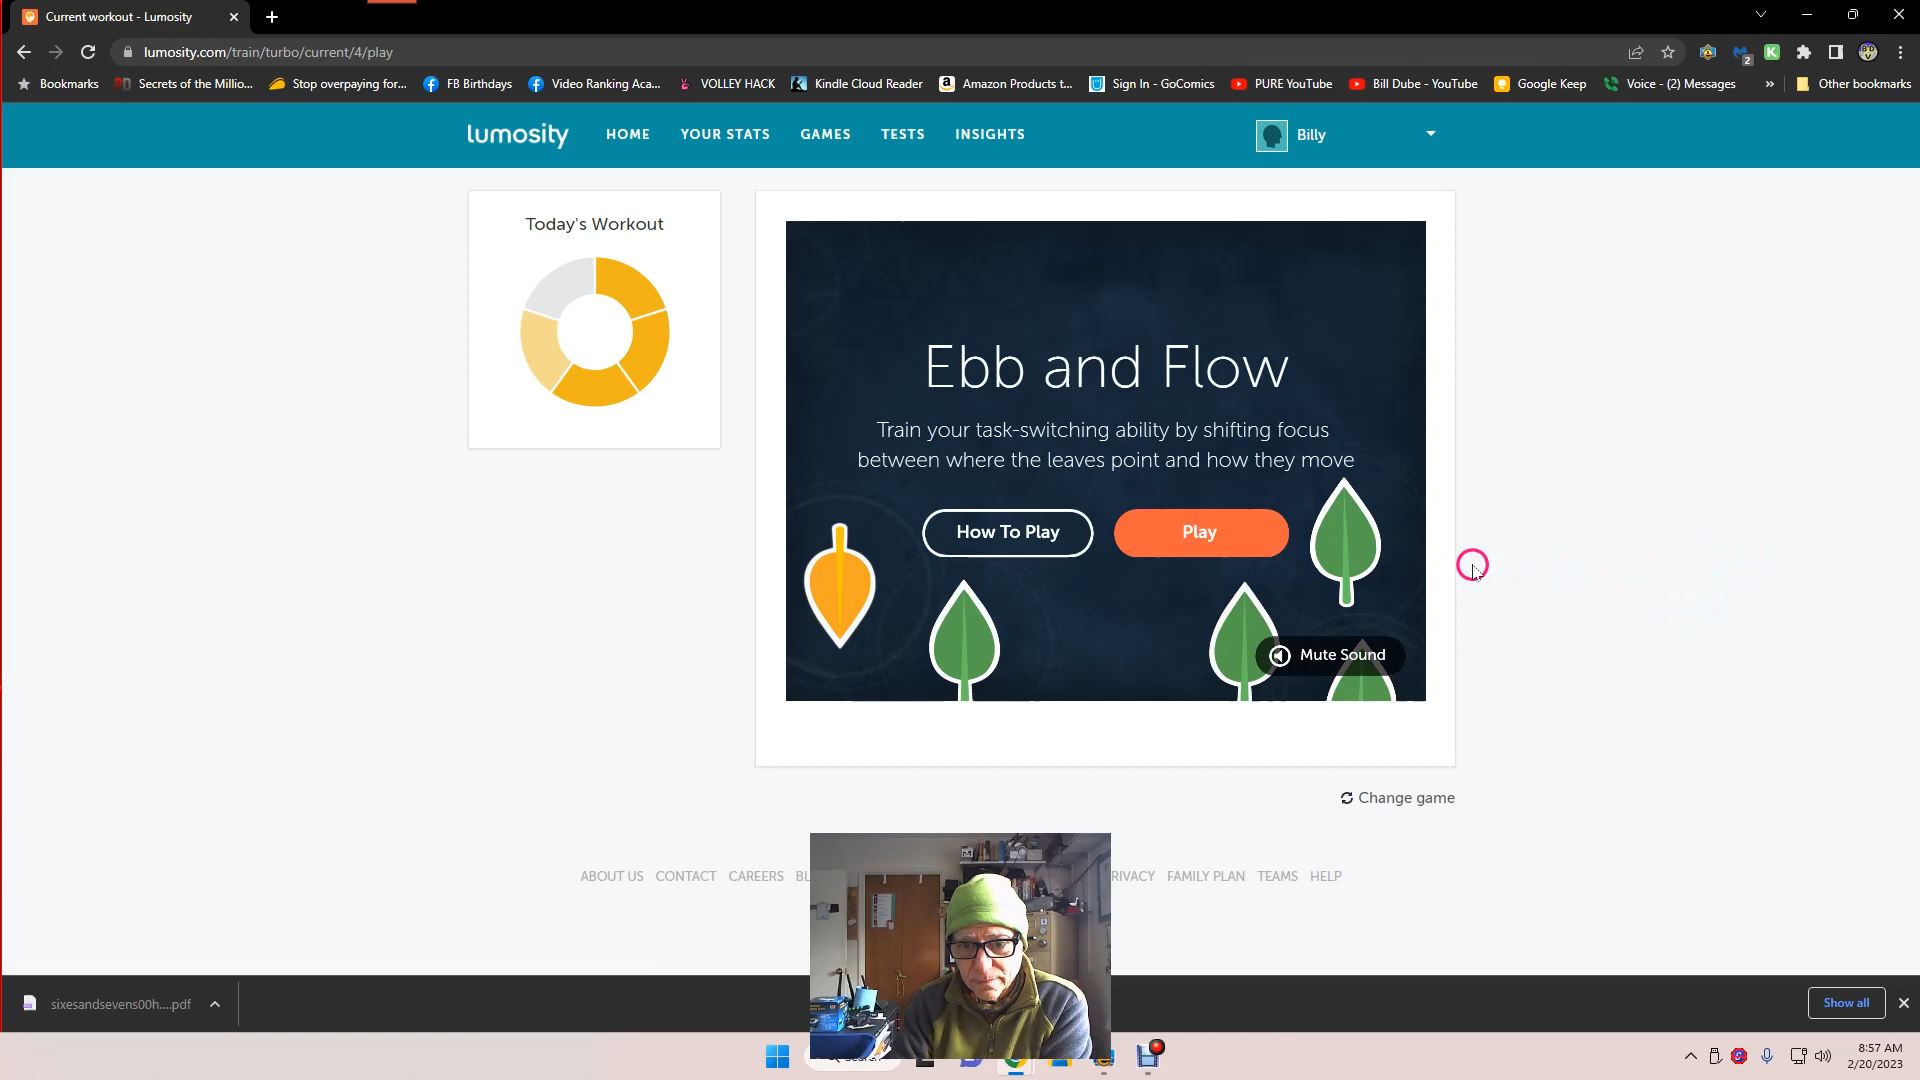 Current workout - Lumosity
lumosity.com/train/turbo/current/4/play
2
Bookmarks
Secrets of the Millio...
Stop overpaying for...
FB Birthdays
Video Ranking Aca...
VOLLEY HACK
Kindle Cloud Reader
Amazon Products t...
Sign In - GoComics
PURE YouTube
Bill Dube - YouTube
Google Keep
Voice - (2) Messages
»
Other bookmarks
lumosity
HOME
YOUR STATS
GAMES
TESTS
INSIGHTS
Billy
Today's Workout
Ebb and Flow
Train your task-switching ability by shifting focus
between where the leaves point and how they move
How To Play
Play
Mute Sound
Change game
ABOUT US CONTACT CAREERS
FAMILY PLAN TEAMS HELP
sixesandsevens00h....pdf
Show all
8:57 AM
2/20/2023